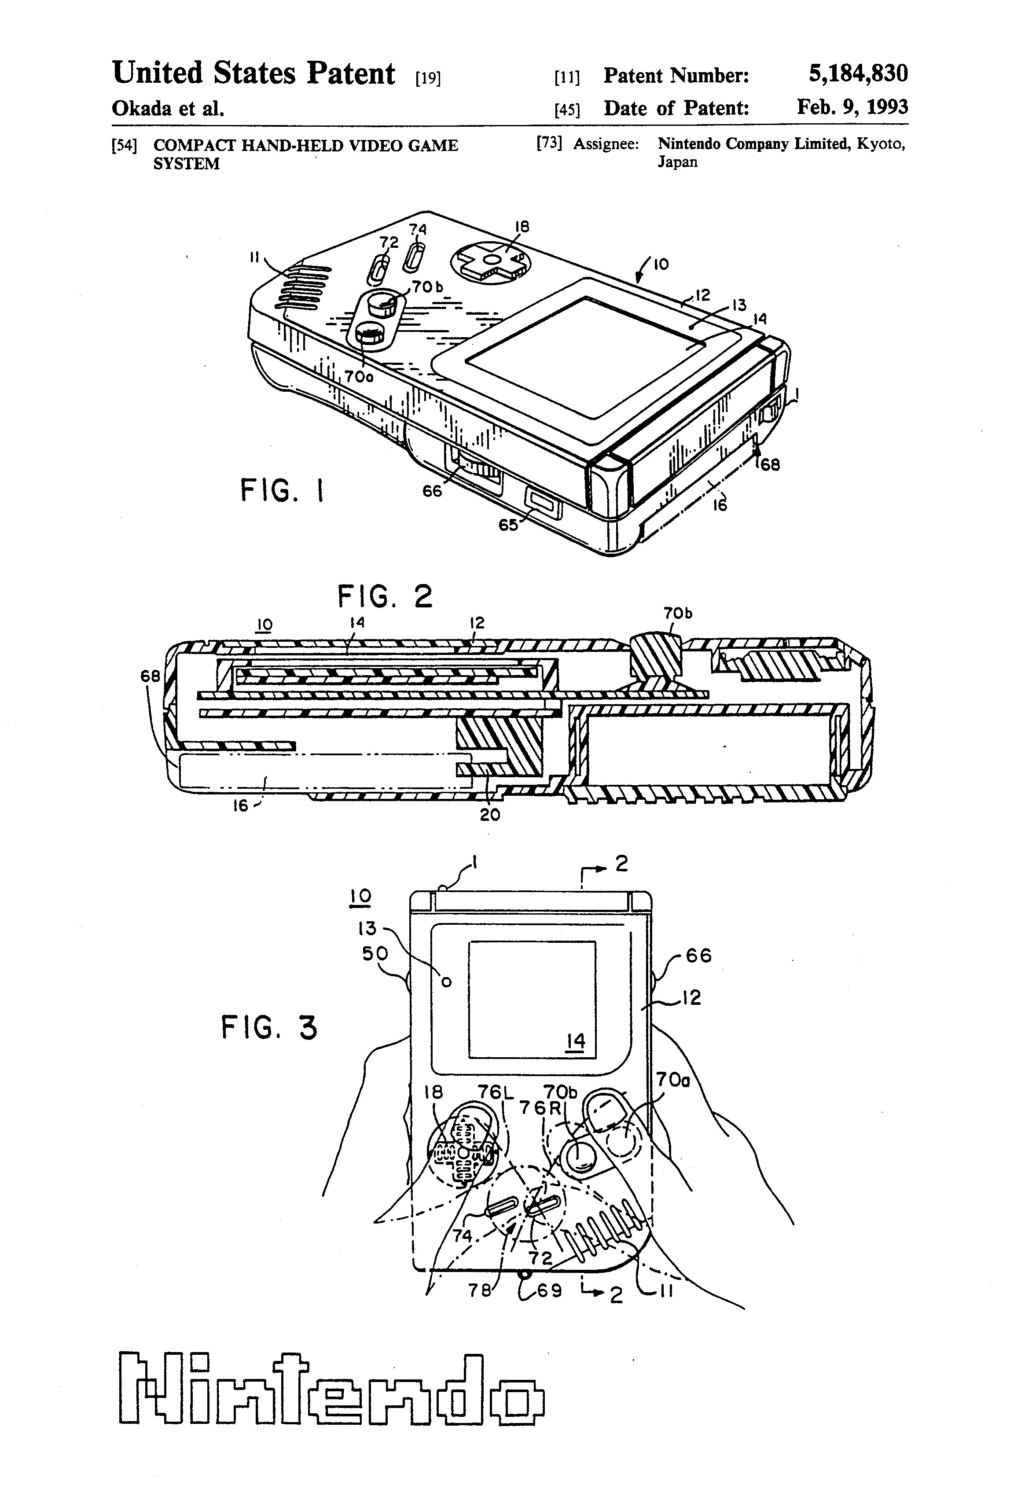 United States Patent [19]
Okada et al.
[11] Patent Number: 5,184,830
[45] Date of Patent: Feb. 9, 1993
[54] COMPACT HAND-HELD VIDEO GAME
SYSTEM
[73] Assignee: Nintendo Company Limited, Kyoto,
Japan
74
18
72
11
10
70b
12
13
14
70a
1
68
66
16
65
FIG. 1
FIG. 2
10
14
12
70b
68
16
20
1
2
10
13
50
66
12
FIG. 3
14
18
76L
70b
70a
76R
74
72
78
69
2
11
Nintendo